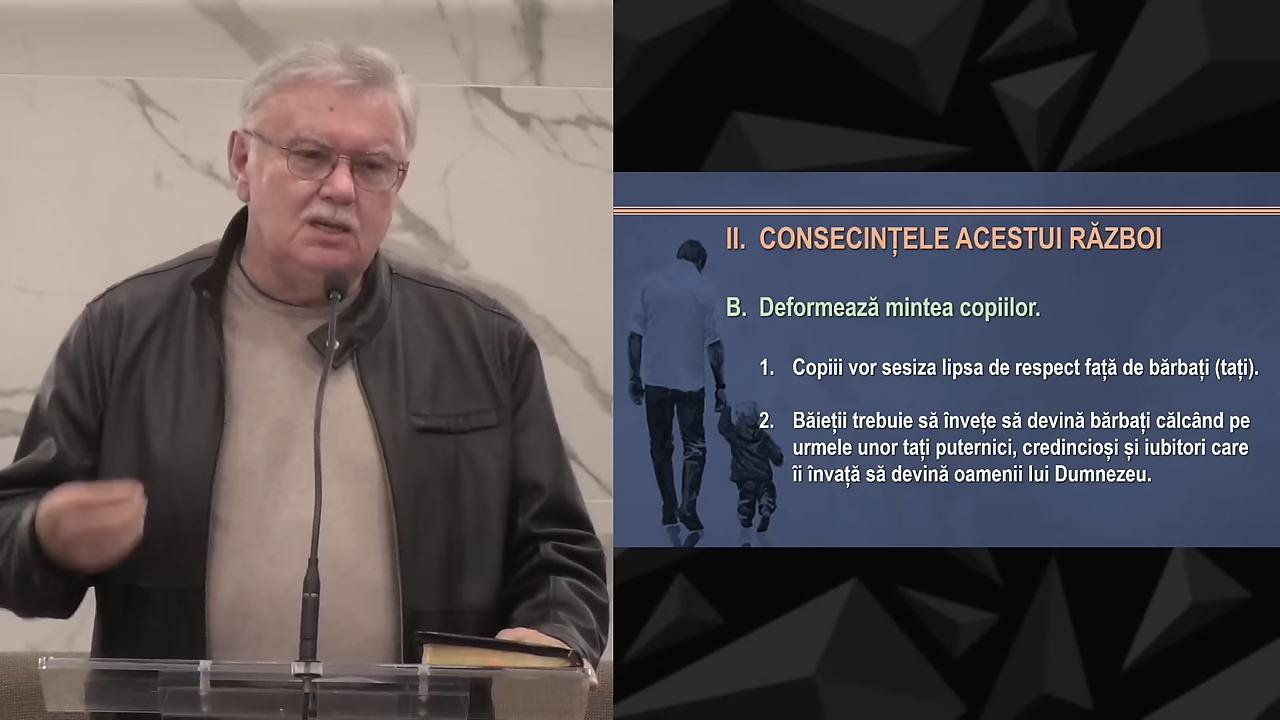 II. CONSECINȚELE ACESTUI RĂZBOI
B. Deformează mintea copiilor.
1. Copiii vor sesiza lipsa de respect față de bărbați (tați).
2. Băieții trebuie să învețe să devină bărbați călcând pe
urmele unor tați puternici, credincioși și iubitori care
îi învață să devină oamenii lui Dumnezeu.